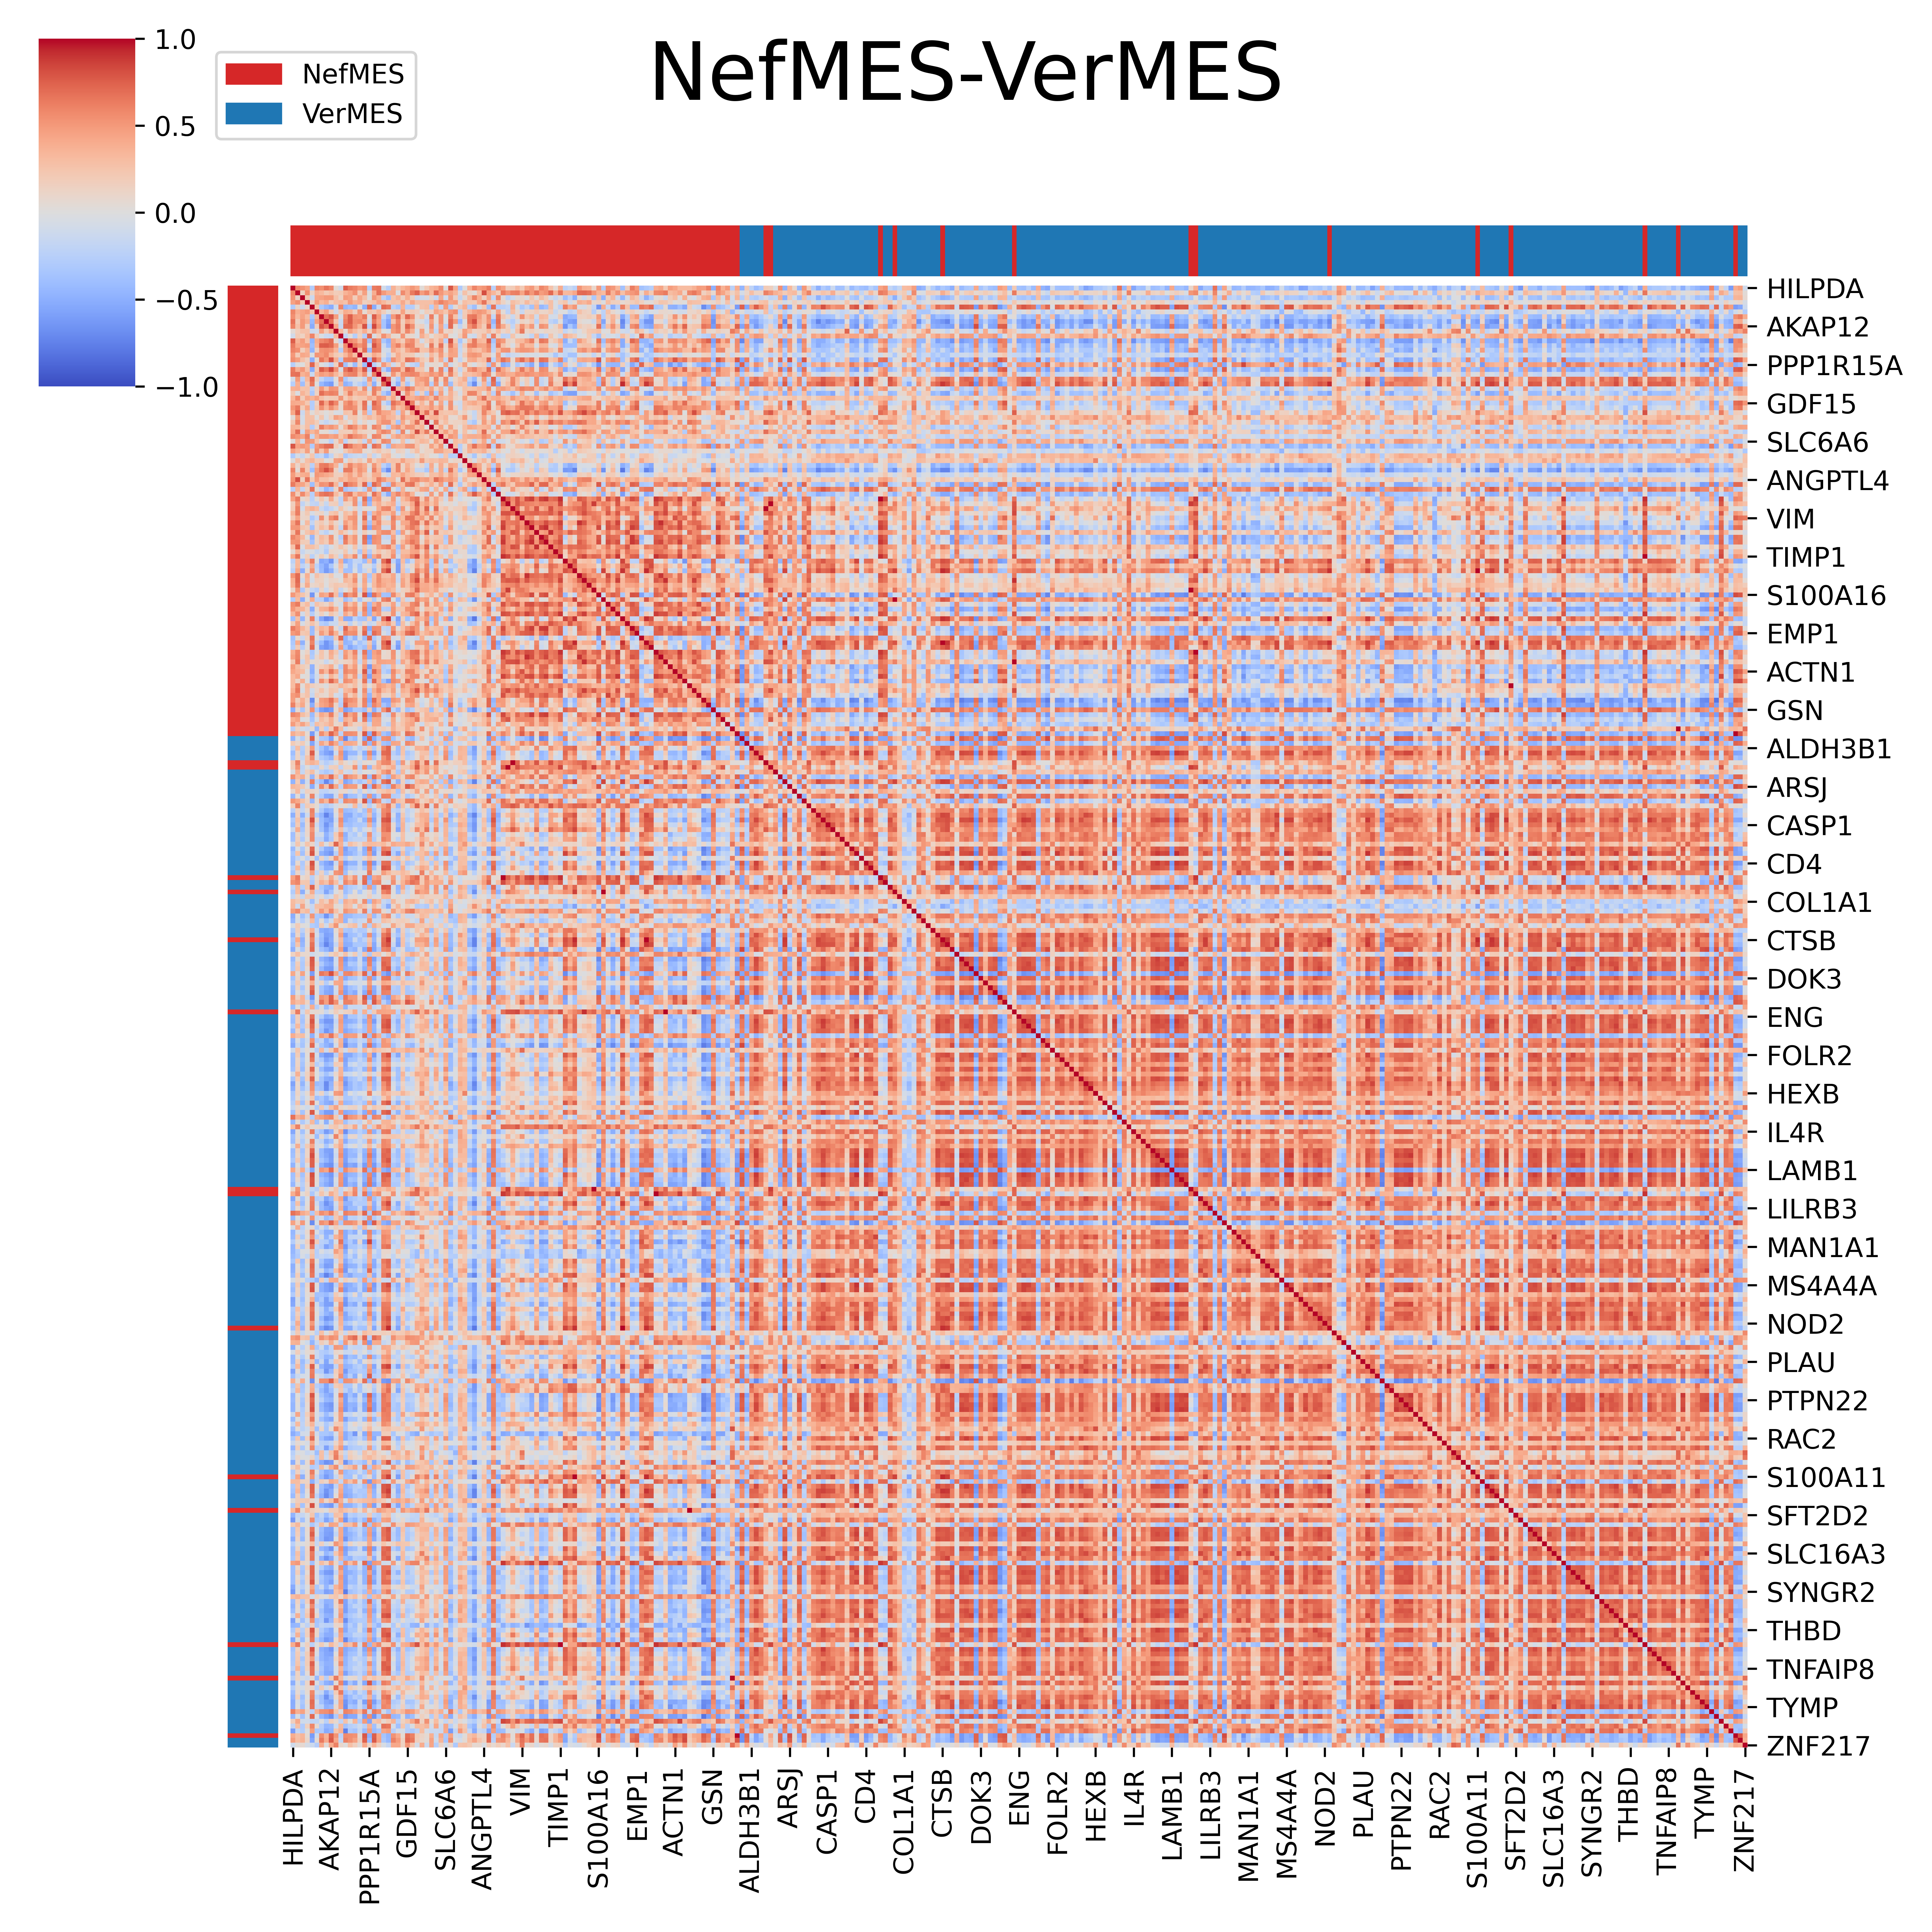 NefMES-VerMES
1.0
0.5
0.0
−0.5
−1.0
NefMES
VerMES
HILPDA
AKAP12
PPP1R15A
GDF15
SLC6A6
ANGPTL4
VIM
TIMP1
S100A16
EMP1
ACTN1
GSN
ALDH3B1
ARSJ
CASP1
CD4
COL1A1
CTSB
DOK3
ENG
FOLR2
HEXB
IL4R
LAMB1
LILRB3
MAN1A1
MS4A4A
NOD2
PLAU
PTPN22
RAC2
S100A11
SFT2D2
SLC16A3
SYNGR2
THBD
TNFAIP8
TYMP
ZNF217
HILPDA
AKAP12
PPP1R15A
GDF15
SLC6A6
ANGPTL4
VIM
TIMP1
S100A16
EMP1
ACTN1
GSN
ALDH3B1
ARSJ
CASP1
CD4
COL1A1
CTSB
DOK3
ENG
FOLR2
HEXB
IL4R
LAMB1
LILRB3
MAN1A1
MS4A4A
NOD2
PLAU
PTPN22
RAC2
S100A11
SFT2D2
SLC16A3
SYNGR2
THBD
TNFAIP8
TYMP
ZNF217